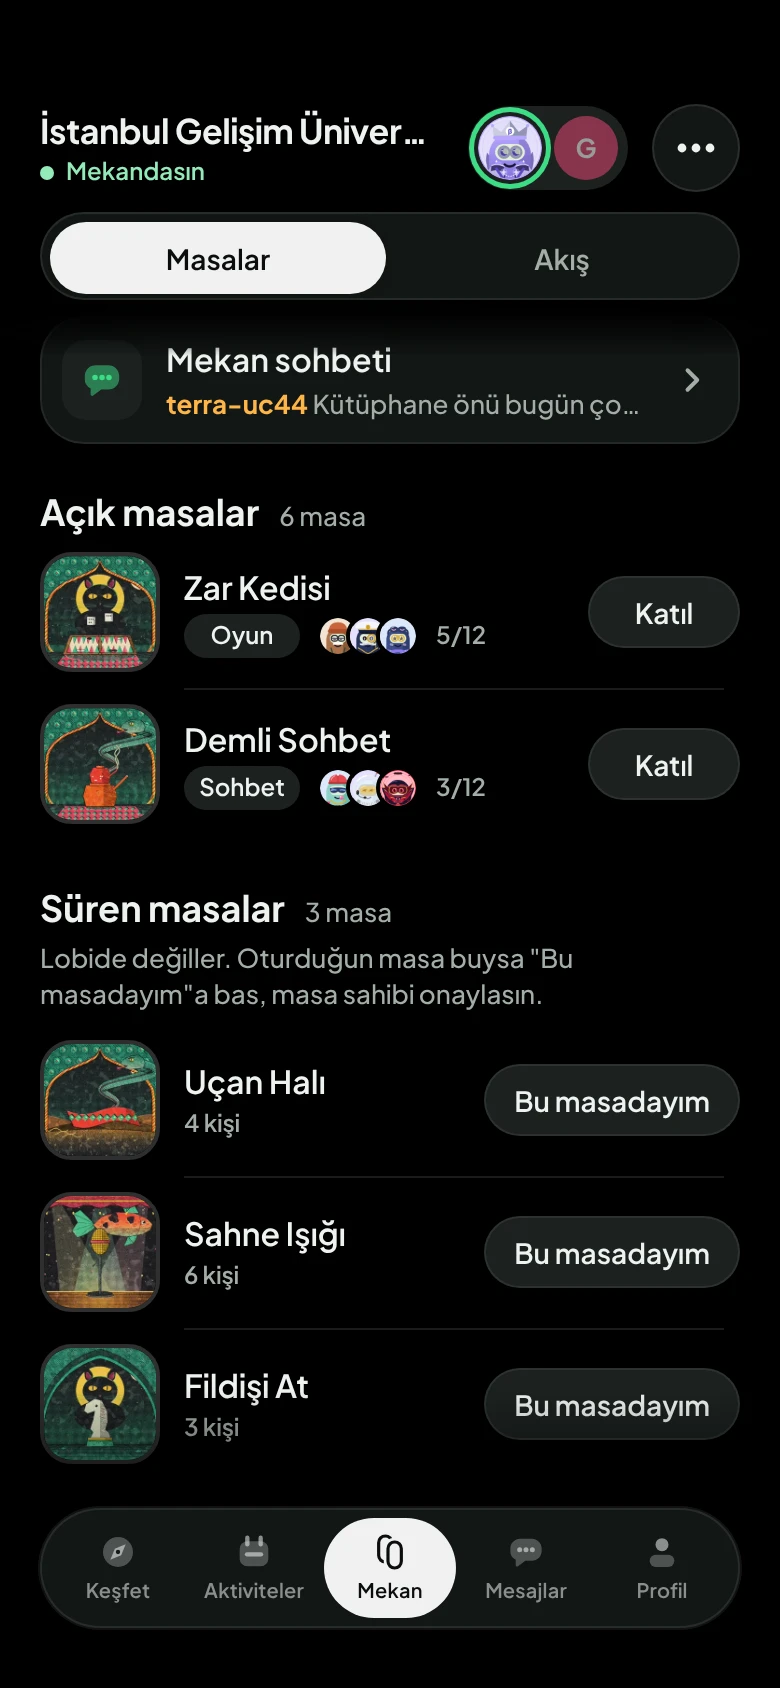 İstanbul Gelişim Üniver...
Mekandasın
G
Masalar
Akış
Mekan sohbeti
terra-uc44 Kütüphane önü bugün ço...
Açık masalar 6 masa
Zar Kedisi
Oyun 5/12
Katıl
Demli Sohbet
Sohbet 3/12
Katıl
Süren masalar 3 masa
Lobide değiller. Oturduğun masa buysa "Bu
masadayım"a bas, masa sahibi onaylasın.
Uçan Halı
4 kişi
Bu masadayım
Sahne Işığı
6 kişi
Bu masadayım
Fildişi At
3 kişi
Bu masadayım
Keşfet
Aktiviteler
Mekan
Mesajlar
Profil